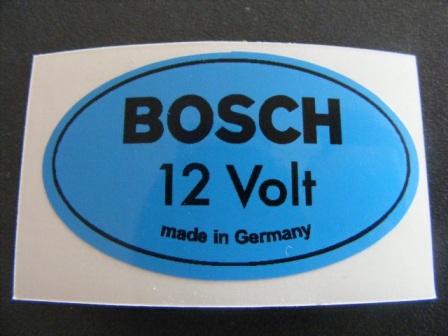 BOSCH
12 Volt
made in Germany